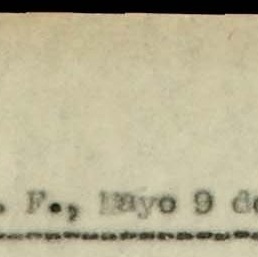 . F., Mayo 9 de